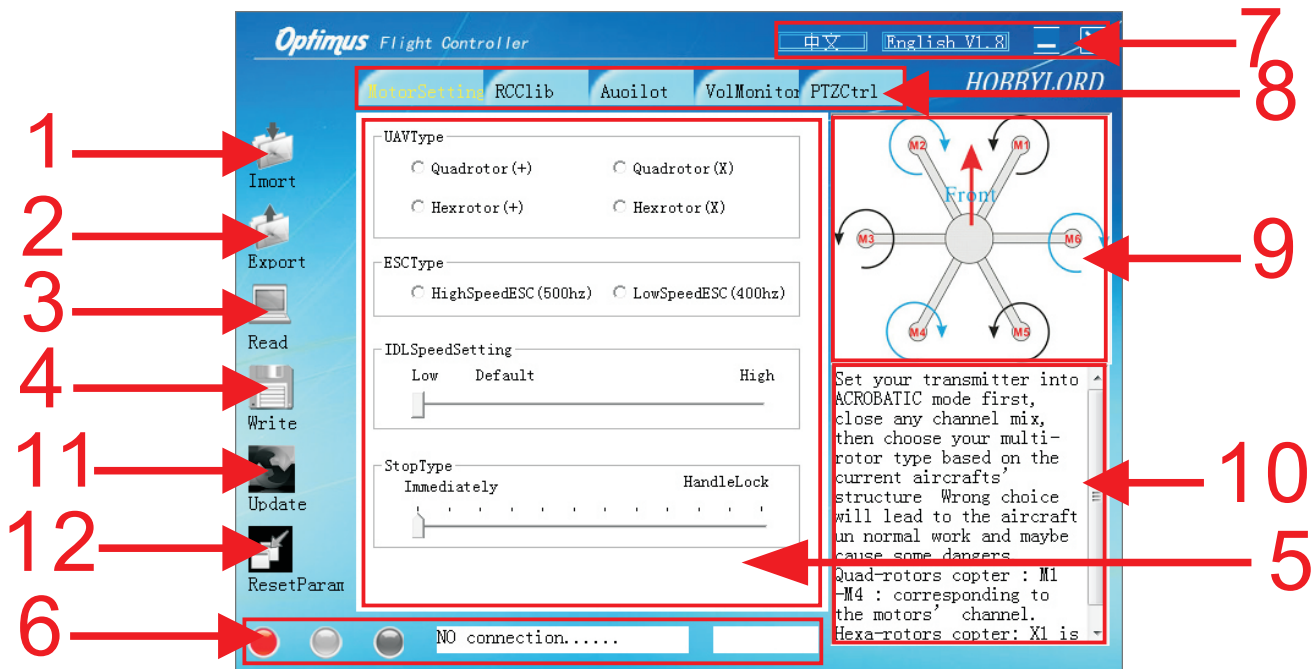 Optimus Flight Controller
中文 English V1.8
7
HOBBYLORD
MotorSetting RCClib Auoilot VolMonitor PTZCtrl
8
1
Imort
2
Export
3
Read
4
Write
11
Update
12
ResetParam
6
UAVType
Quadrotor(+) Quadrotor(X)
Hexrotor(+) Hexrotor(X)
ESCType
HighSpeedESC(500hz) LowSpeedESC(400hz)
IDLSpeedSetting
Low Default High
StopType
Immediately HandleLock
5
NO connection......
M2 M1
Front
M3 M6
M4 M5
9
Set your transmitter into
ACROBATIC mode first,
close any channel mix,
then choose your multi-
rotor type based on the
current aircrafts'
structure Wrong choice
will lead to the aircraft
un normal work and maybe
cause some dangers
Quad-rotors copter : M1
-M4 : corresponding to
the motors' channel.
Hexa-rotors copter: X1 is
10